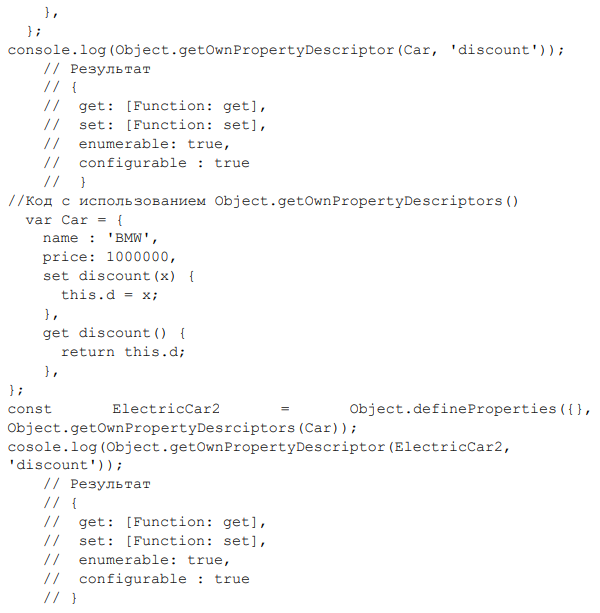 },
};
console.log(Object.getOwnPropertyDescriptor(Car, 'discount'));
// Результат
// {
//  get: [Function: get],
//  set: [Function: set],
//  enumerable: true,
//  configurable : true
//  }
//Код с использованием Object.getOwnPropertyDescriptors()
var Car = {
name : 'BMW',
price: 1000000,
set discount(x) {
this.d = x;
},
get discount() {
return this.d;
},
};
const ElectricCar2 = Object.defineProperties({},
Object.getOwnPropertyDesrciptors(Car));
cosole.log(Object.getOwnPropertyDescriptor(ElectricCar2,
'discount'));
// Результат
// {
//  get: [Function: get],
//  set: [Function: set],
//  enumerable: true,
//  configurable : true
// }